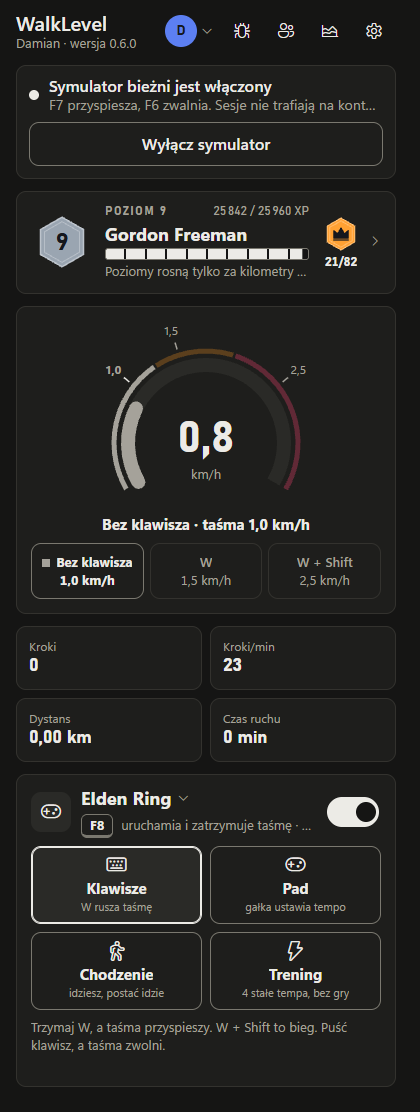 WalkLevel
Damian · wersja 0.6.0
D
Symulator bieżni jest włączony
F7 przyspiesza, F6 zwalnia. Sesje nie trafiają na kont...
Wyłącz symulator
9
POZIOM 9
25 842 / 25 960 XP
Gordon Freeman
Poziomy rosną tylko za kilometry ...
21/82
1,5
1,0
2,5
0,8
km/h
Bez klawisza · taśma 1,0 km/h
Bez klawisza
1,0 km/h
W
1,5 km/h
W + Shift
2,5 km/h
Kroki
0
Kroki/min
23
Dystans
0,00 km
Czas ruchu
0 min
Elden Ring
F8 uruchamia i zatrzymuje taśmę · ...
Klawisze
W rusza taśmę
Pad
gałka ustawia tempo
Chodzenie
idziesz, postać idzie
Trening
4 stałe tempa, bez gry
Trzymaj W, a taśma przyspieszy. W + Shift to bieg. Puść
klawisz, a taśma zwolni.